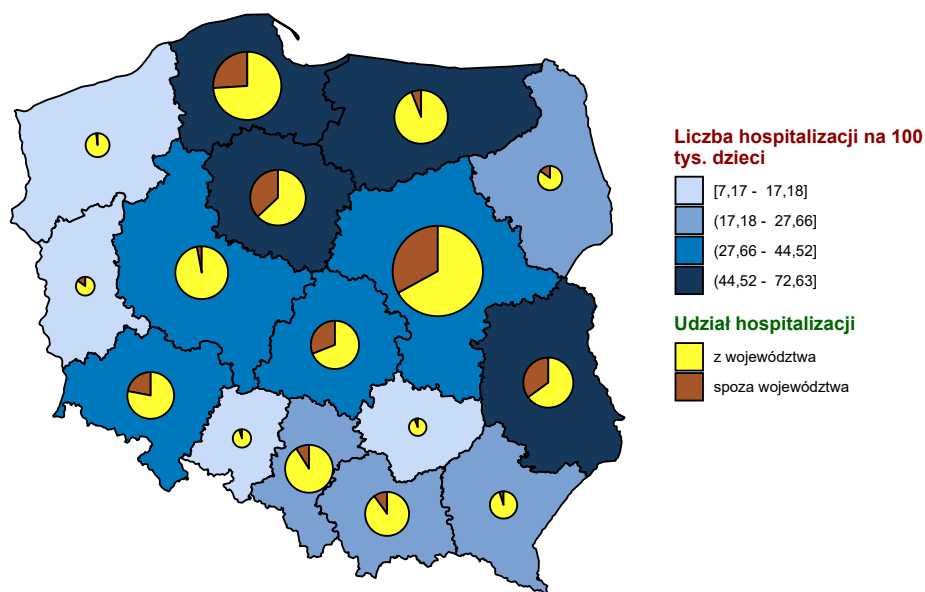 Liczba hospitalizacji na 100
tys. dzieci
[7,17 - 17,18]
(17,18 - 27,66]
(27,66 - 44,52]
(44,52 - 72,63]
Udział hospitalizacji
z województwa
spoza województwa